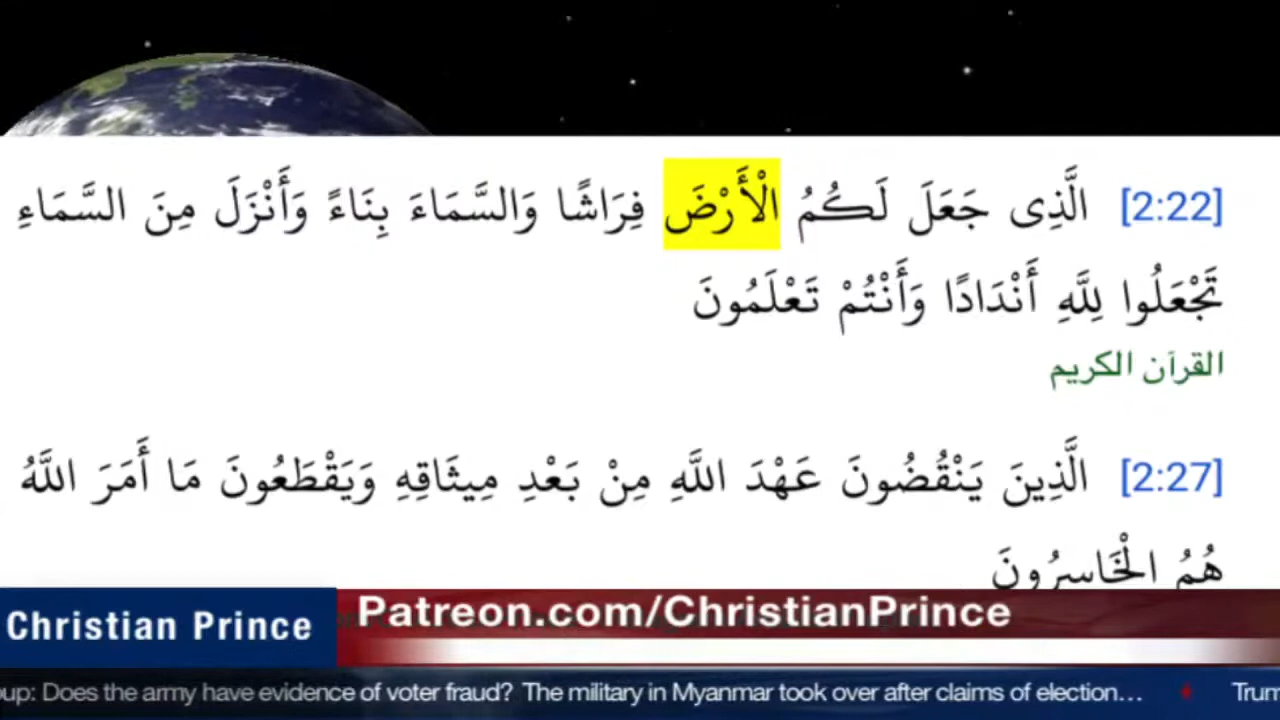 [2:22] الَّذِى جَعَلَ لَكُمُ الْأَرْضَ فِرَاشًا وَالسَّمَاءَ بِنَاءً وَأَنْزَلَ مِنَ السَّمَاءِ
تَجْعَلُوا لِلَّهِ أَنْدَادًا وَأَنْتُمْ تَعْلَمُونَ
القرآن الكريم
[2:27] الَّذِينَ يَنْقُضُونَ عَهْدَ اللَّهِ مِنْ بَعْدِ مِيثَاقِهِ وَيَقْطَعُونَ مَا أَمَرَ اللَّهُ
هُمُ الْخَاسِرُونَ
Christian Prince
Patreon.com/ChristianPrince
oup: Does the army have evidence of voter fraud? The military in Myanmar took over after claims of election… Trum